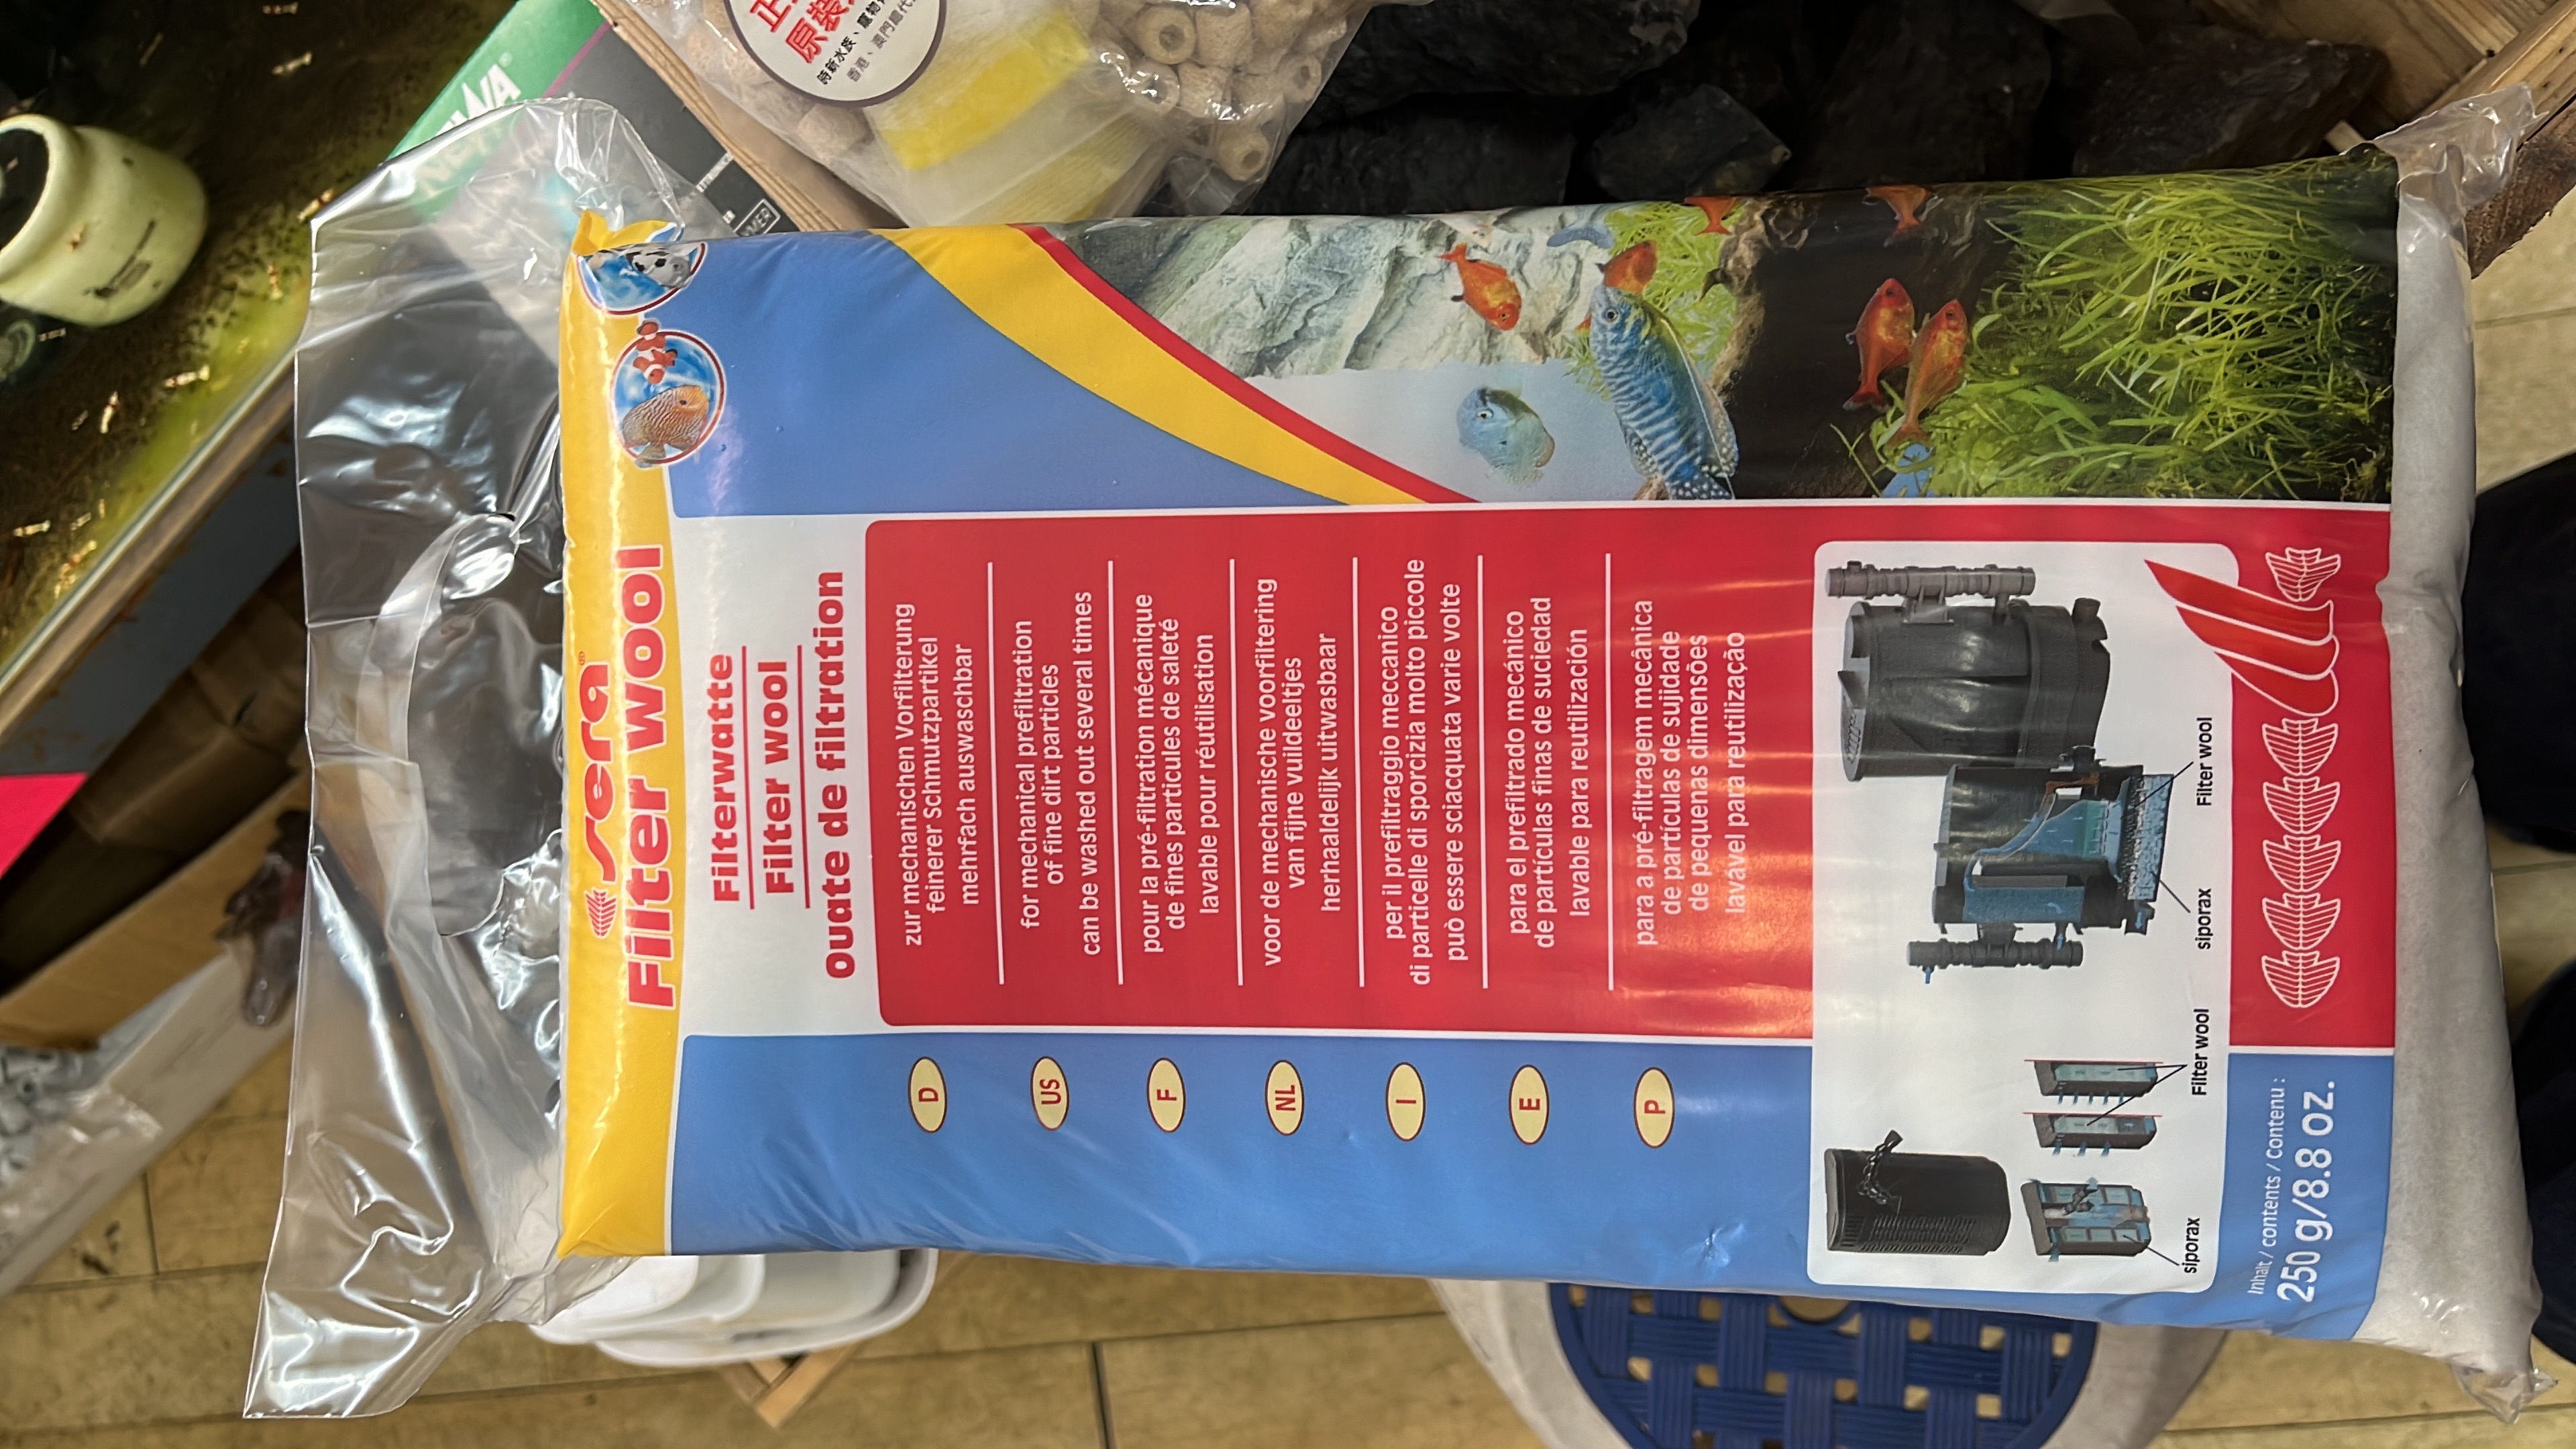 sera®
Filter wool
Filterwatte
Filter wool
ouate de filtration
D
zur mechanischen Vorfilterung
feinerer Schmutzpartikel
mehrfach auswaschbar
US
for mechanical prefiltration
of fine dirt particles
can be washed out several times
F
pour la pré-filtration mécanique
de fines particules de saleté
lavable pour réutilisation
NL
voor de mechanische voorfiltering
van fijne vuildeeltjes
herhaaldelijk uitwasbaar
I
per il prefiltraggio meccanico
di particelle di sporcizia molto piccole
può essere sciacquata varie volte
E
para el prefiltrado mecánico
de partículas finas de suciedad
lavable para reutilización
P
para a pré-filtragem mecânica
de partículas de sujidade
de pequenas dimensões
lavável para reutilização
siporax
Filter wool
siporax
Filter wool
Inhalt / contents / Contenu :
250 g/8.8 oz.